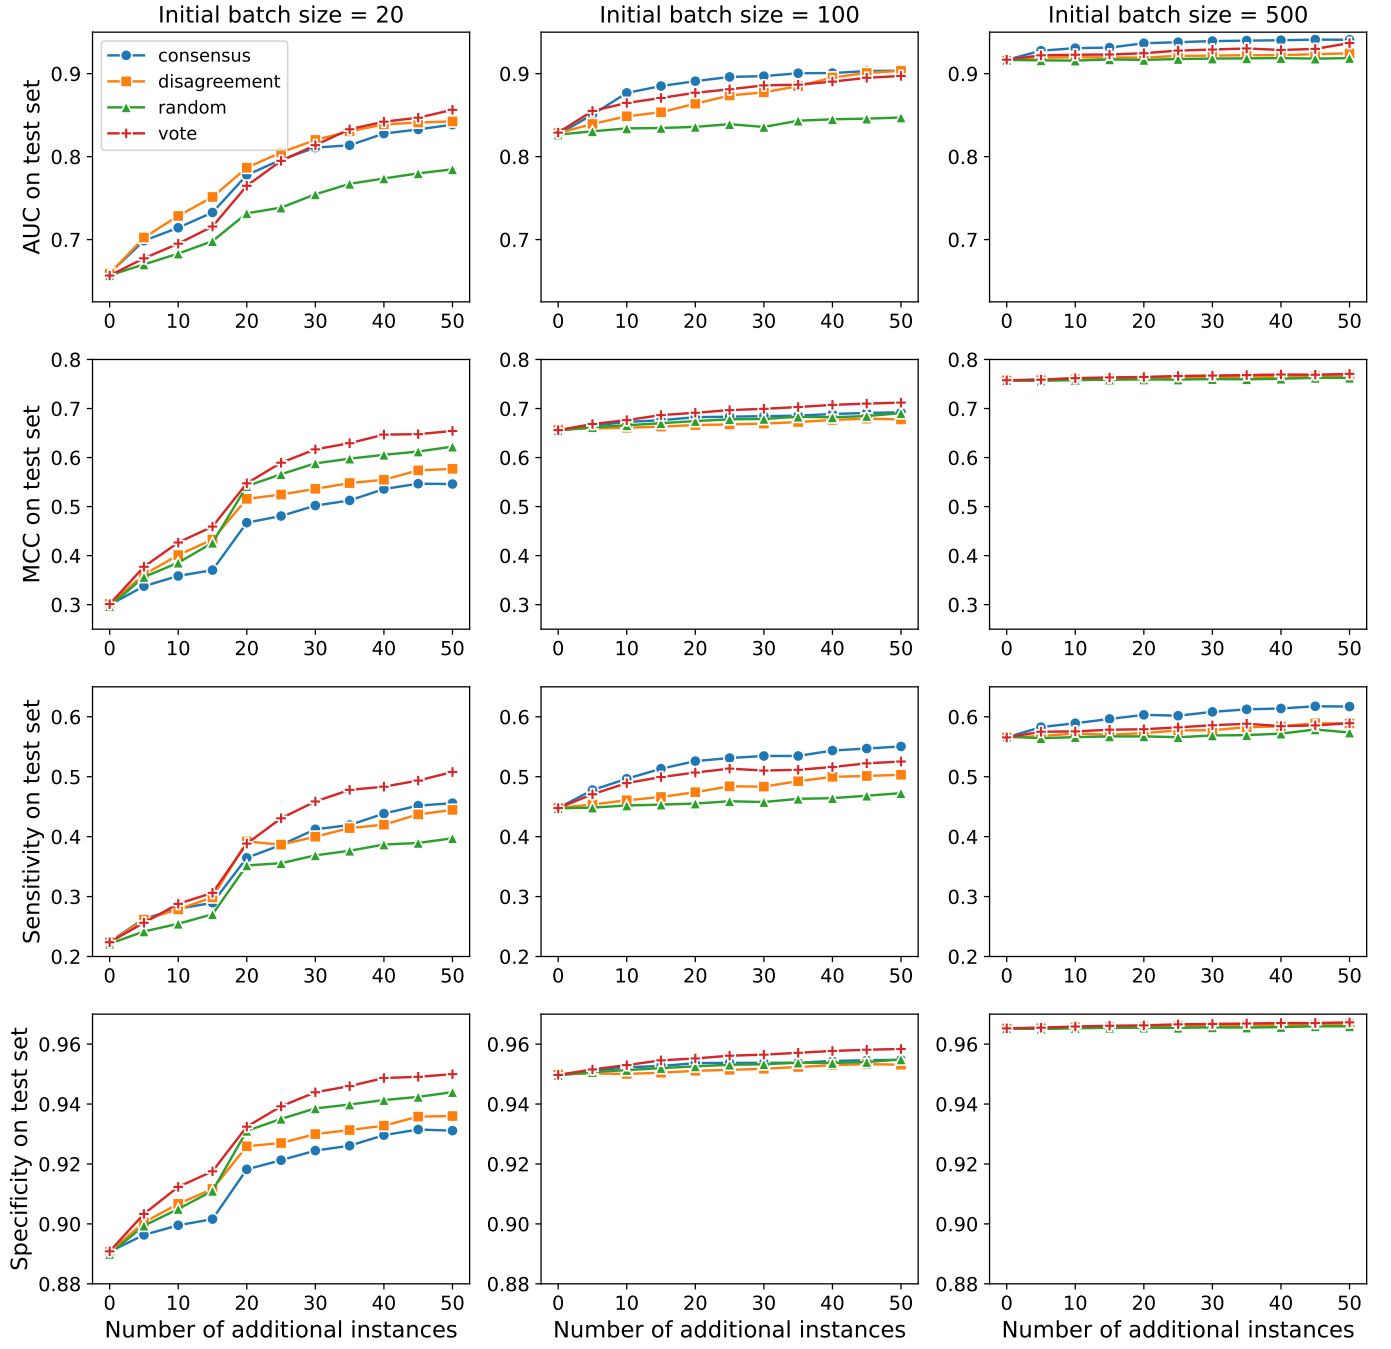 Initial batch size = 20
Initial batch size = 100
Initial batch size = 500
AUC on test set
0.9
0.8
0.7
consensus
disagreement
random
vote
0 10 20 30 40 50
0.9
0.8
0.7
0 10 20 30 40 50
0.9
0.8
0.7
0 10 20 30 40 50
MCC on test set
0.8
0.7
0.6
0.5
0.4
0.3
0 10 20 30 40 50
0.8
0.7
0.6
0.5
0.4
0.3
0 10 20 30 40 50
0.8
0.7
0.6
0.5
0.4
0.3
0 10 20 30 40 50
Sensitivity on test set
0.6
0.5
0.4
0.3
0.2
0 10 20 30 40 50
0.6
0.5
0.4
0.3
0.2
0 10 20 30 40 50
0.6
0.5
0.4
0.3
0.2
0 10 20 30 40 50
Specificity on test set
0.96
0.94
0.92
0.90
0.88
0 10 20 30 40 50
Number of additional instances
0.96
0.94
0.92
0.90
0.88
0 10 20 30 40 50
Number of additional instances
0.96
0.94
0.92
0.90
0.88
0 10 20 30 40 50
Number of additional instances